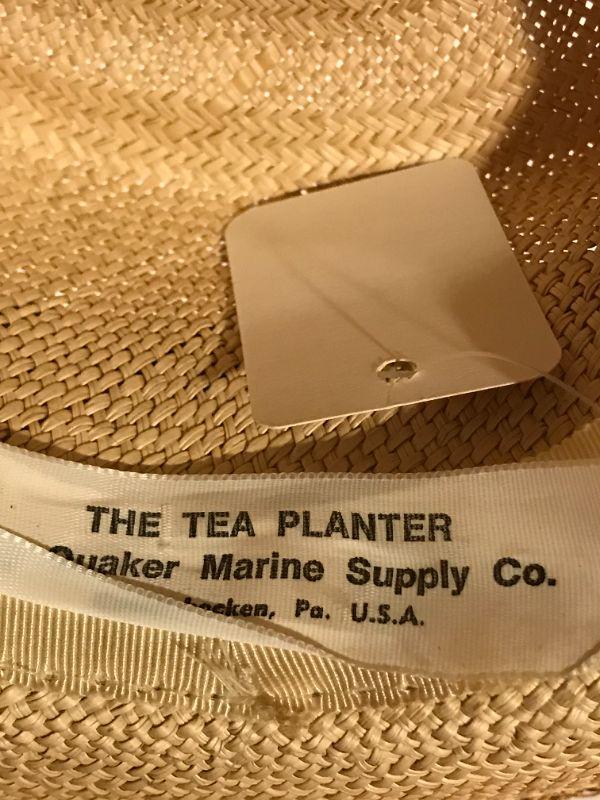 THE TEA PLANTER
Quaker Marine Supply Co.
Pa. U.S.A.